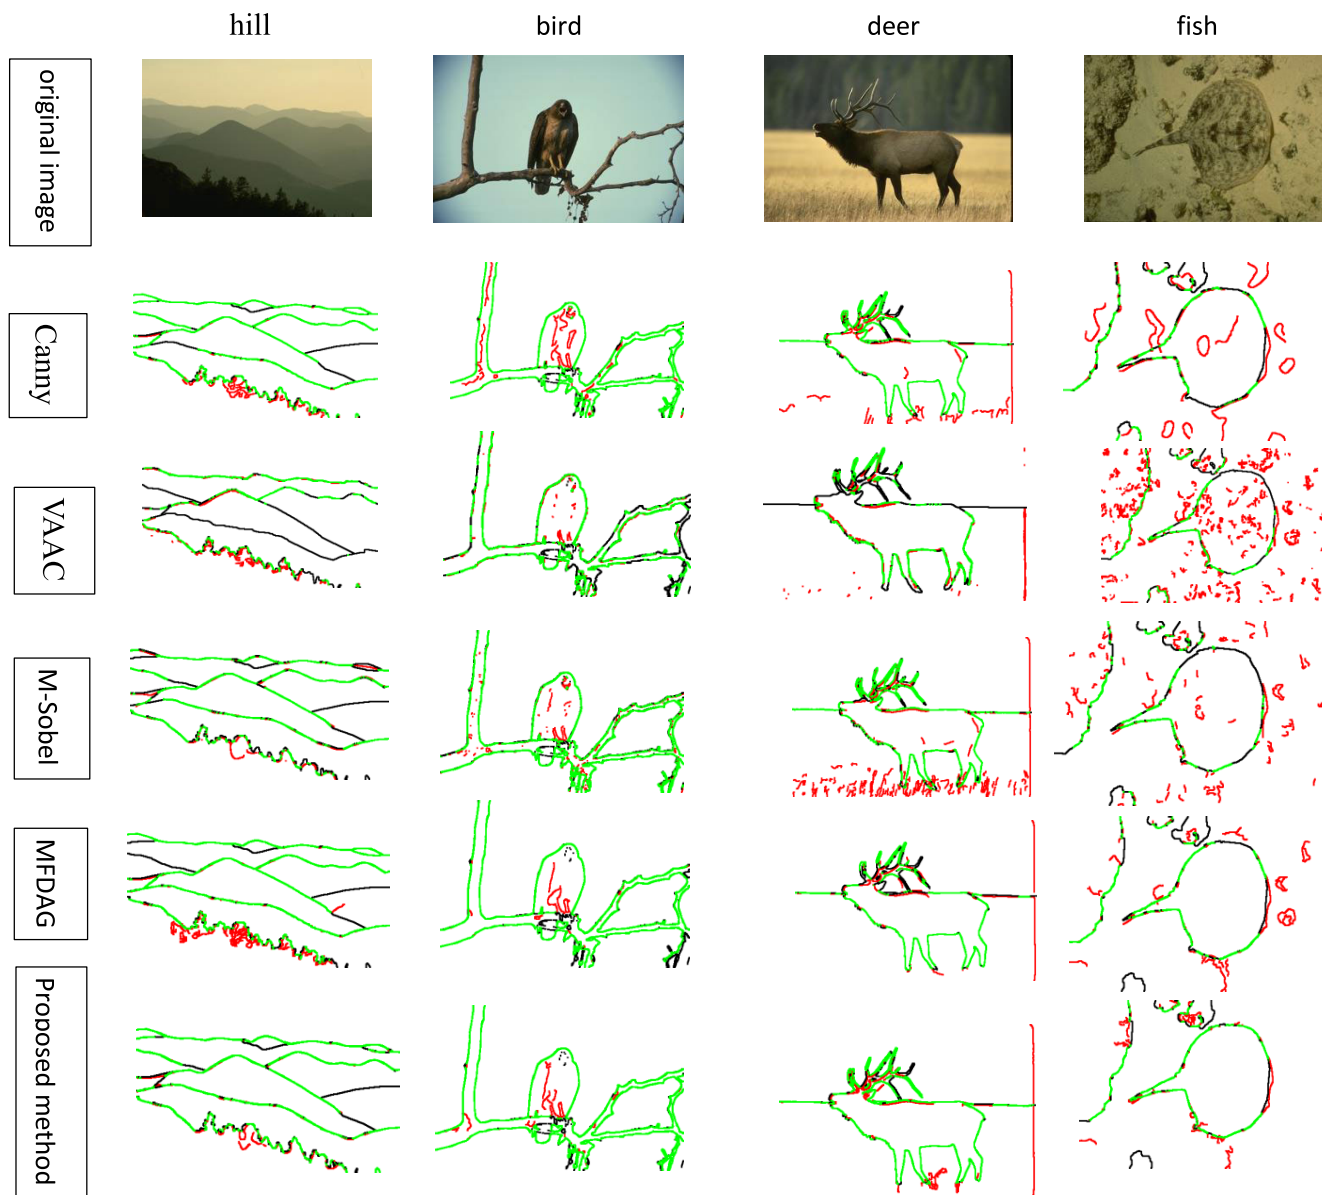 hill
bird
deer
fish
original image
Canny
VAAC
M-Sobel
MFDAG
Proposed method